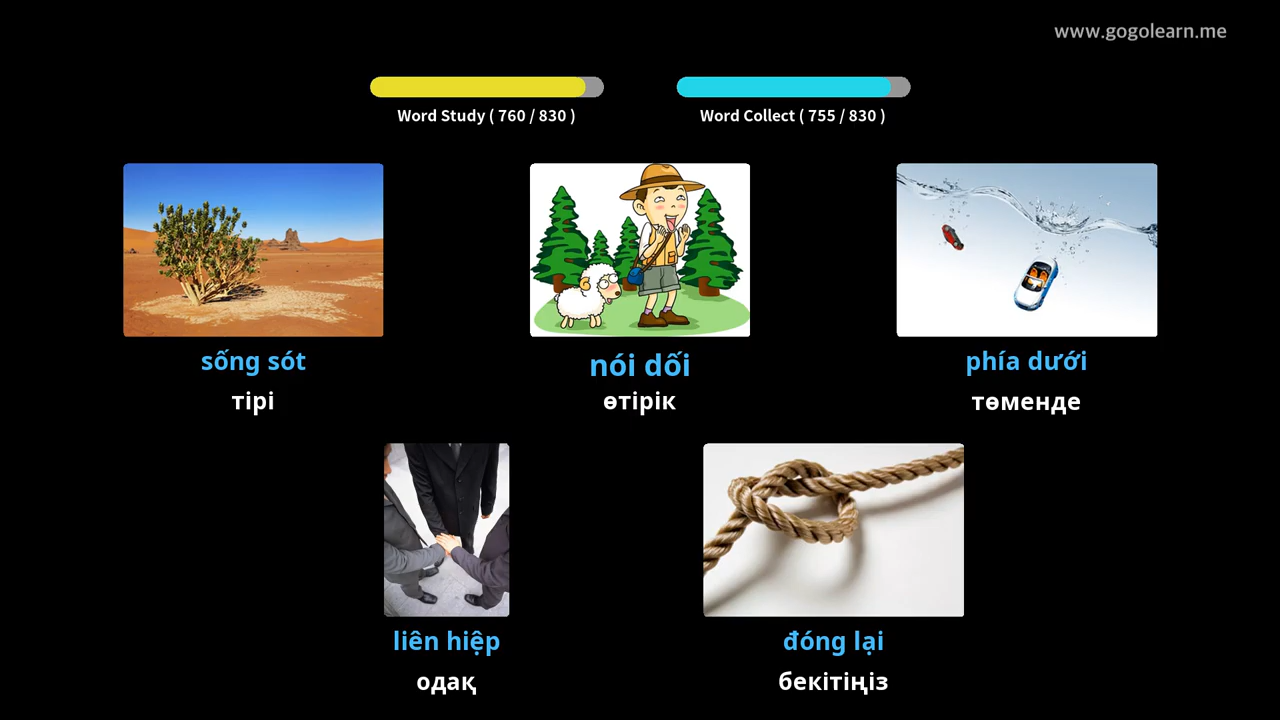 www.gogolearn.me
Word Study ( 760 / 830 )
Word Collect ( 755 / 830 )
sống sót
тірі
nói dối
өтірік
phía dưới
төменде
liên hiệp
одақ
đóng lại
бекітіңіз